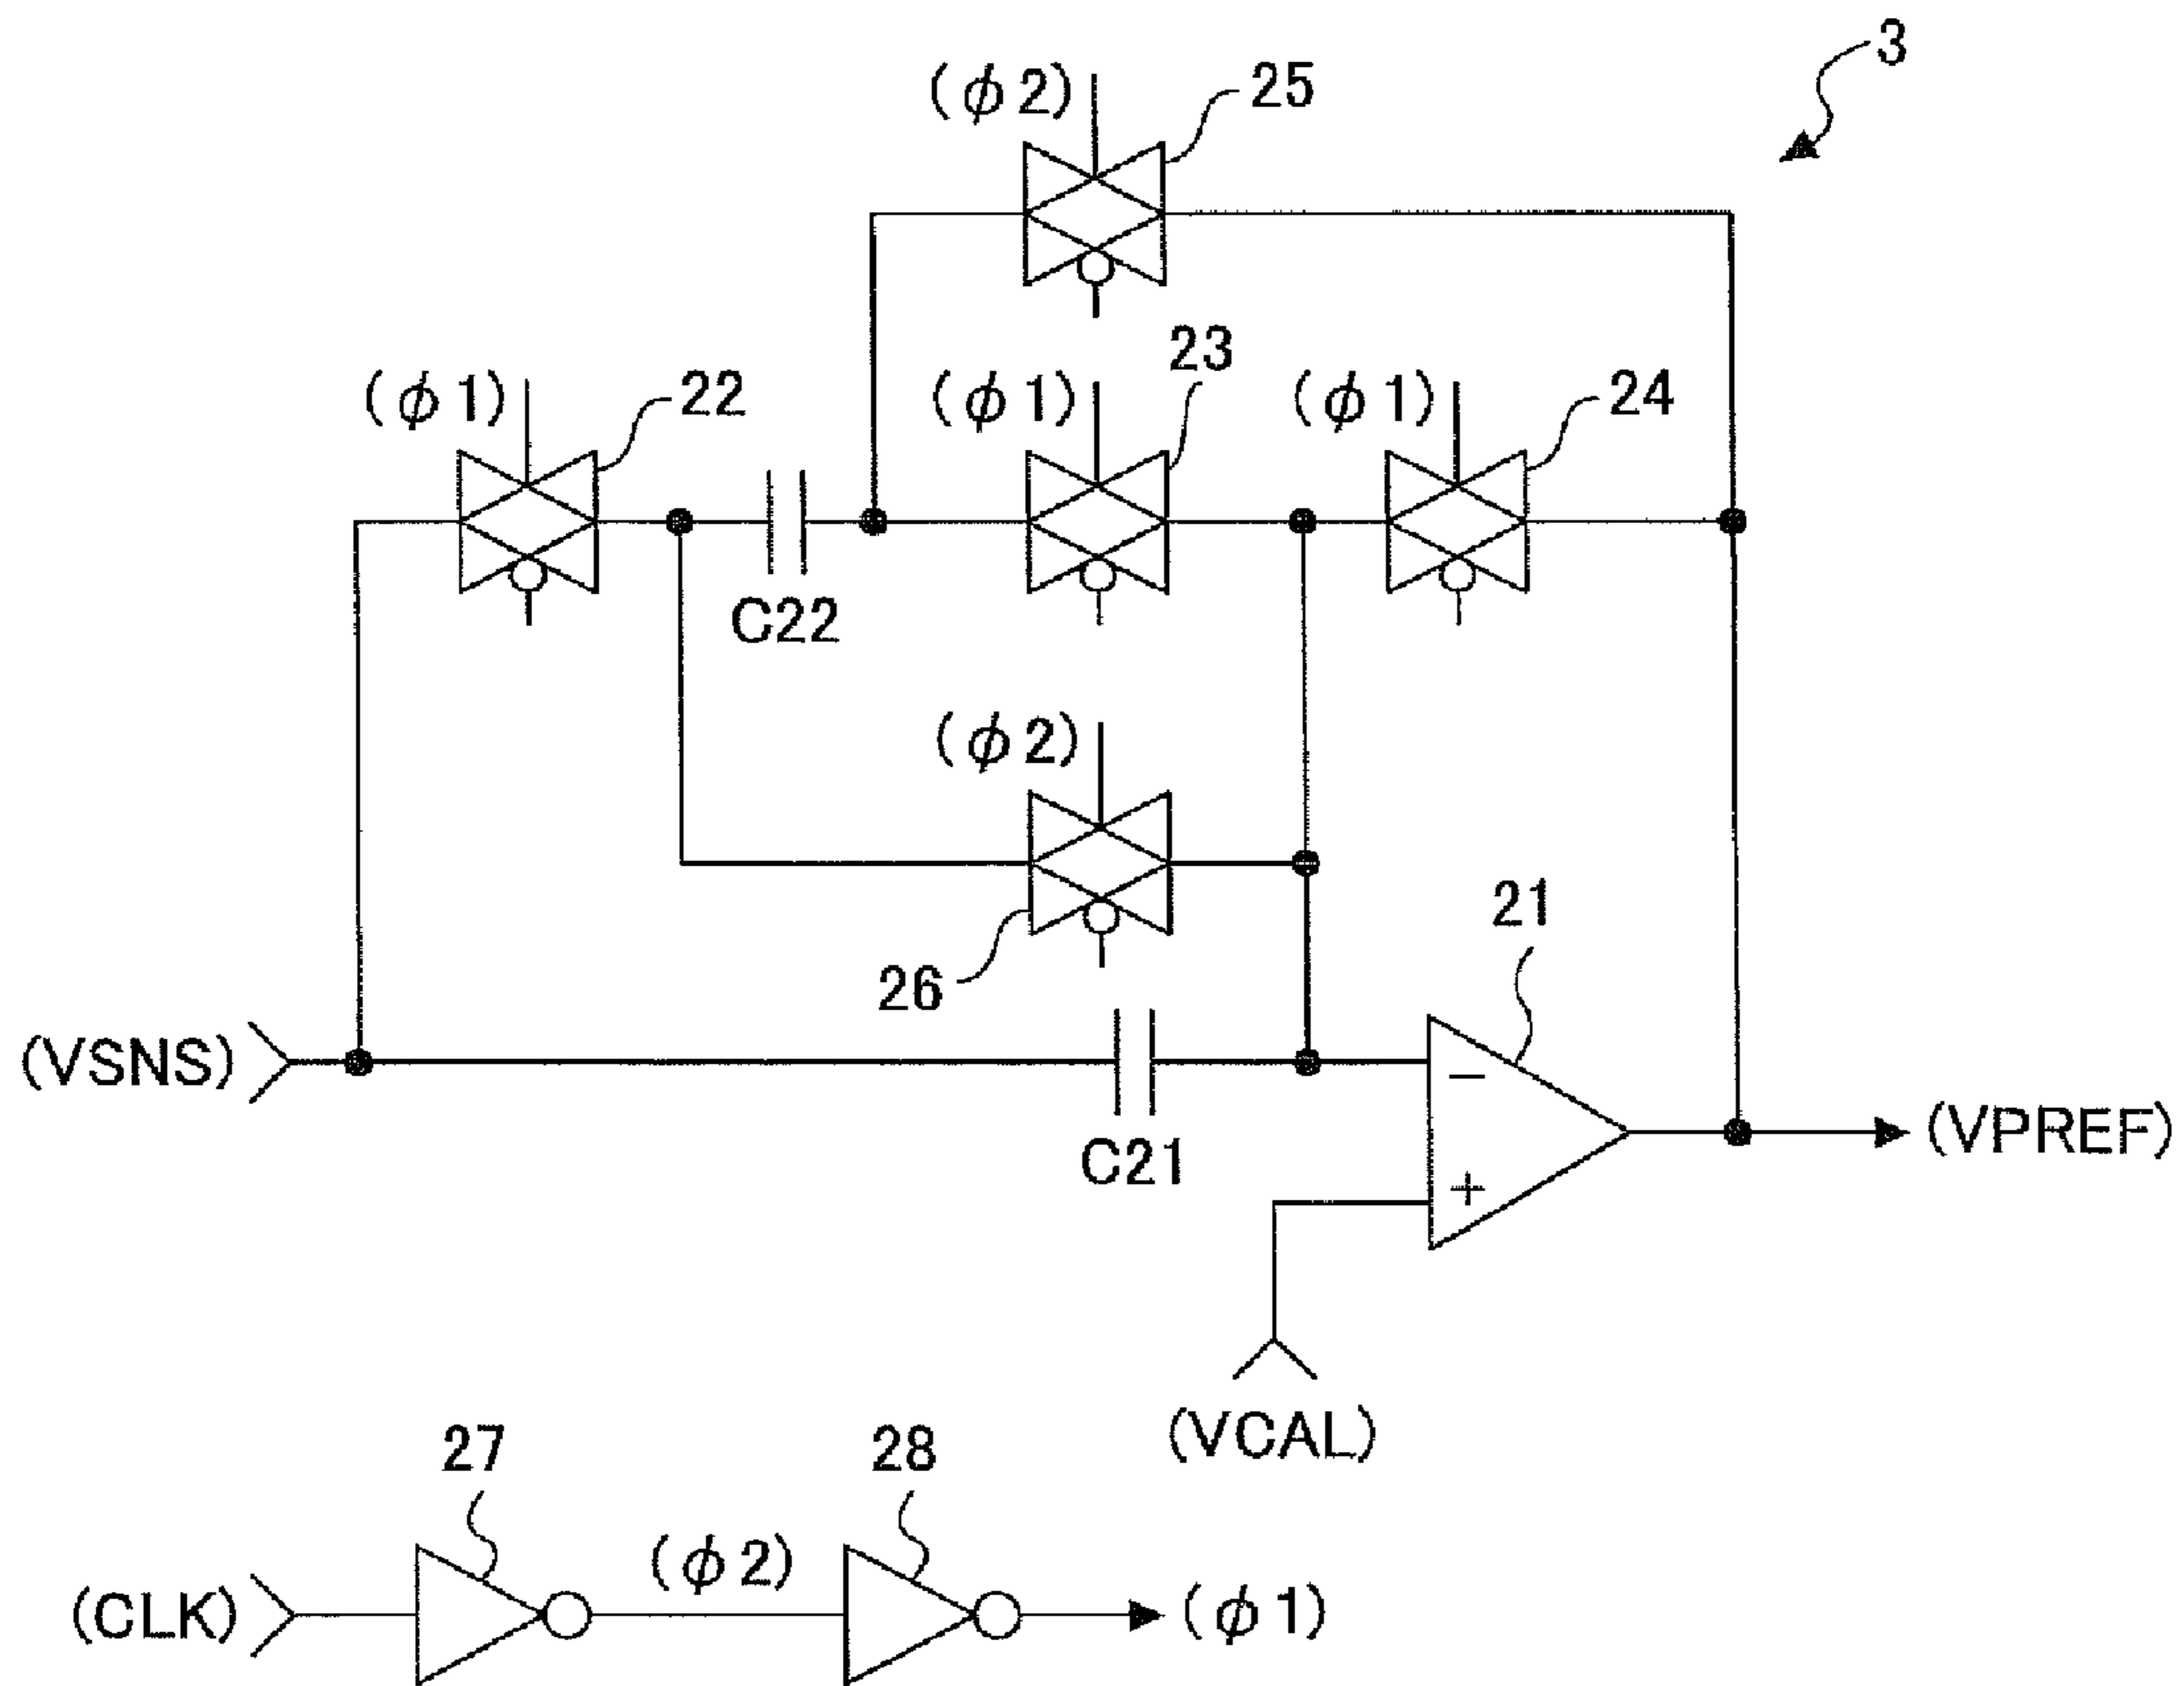 3
(ϕ2)
25
23
(ϕ1)
22
(ϕ1)
(ϕ1)
24
C22
(ϕ2)
21
26
(VSNS)
−
C21
(VPREF)
+
(VCAL)
27
28
(ϕ2)
(CLK)
(ϕ1)